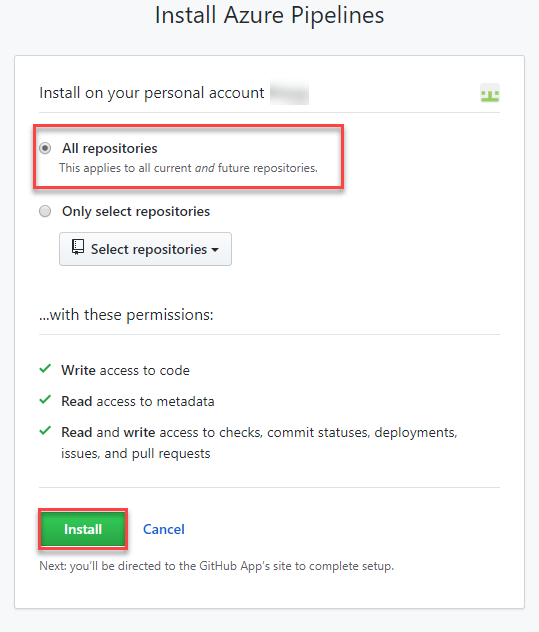 Install Azure Pipelines
Install on your personal account
All repositories
This applies to all current and future repositories.
Only select repositories
Select repositories
...with these permissions:
Write access to code
Read access to metadata
Read and write access to checks, commit statuses, deployments,
issues, and pull requests
Install Cancel
Next: you'll be directed to the GitHub App's site to complete setup.